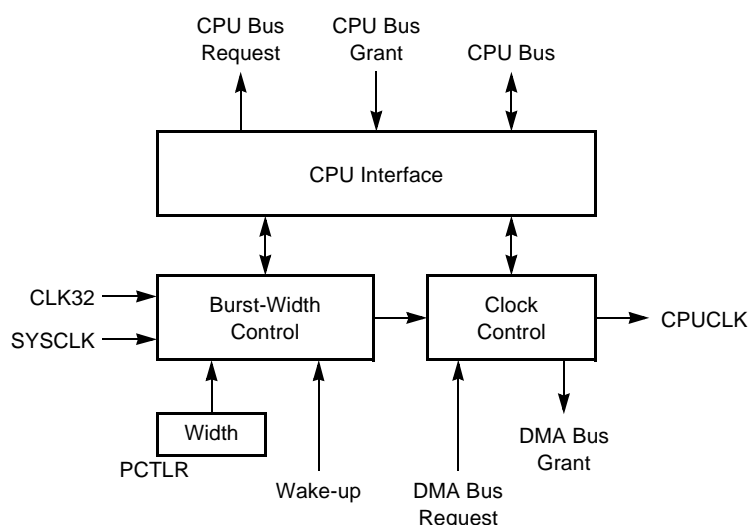 CPU Bus
Request
CPU Bus
Grant
CPU Bus
CPU Interface
CLK32
SYSCLK
Burst-Width
Control
Clock
Control
CPUCLK
Width
PCTLR
Wake-up
DMA Bus
Request
DMA Bus
Grant